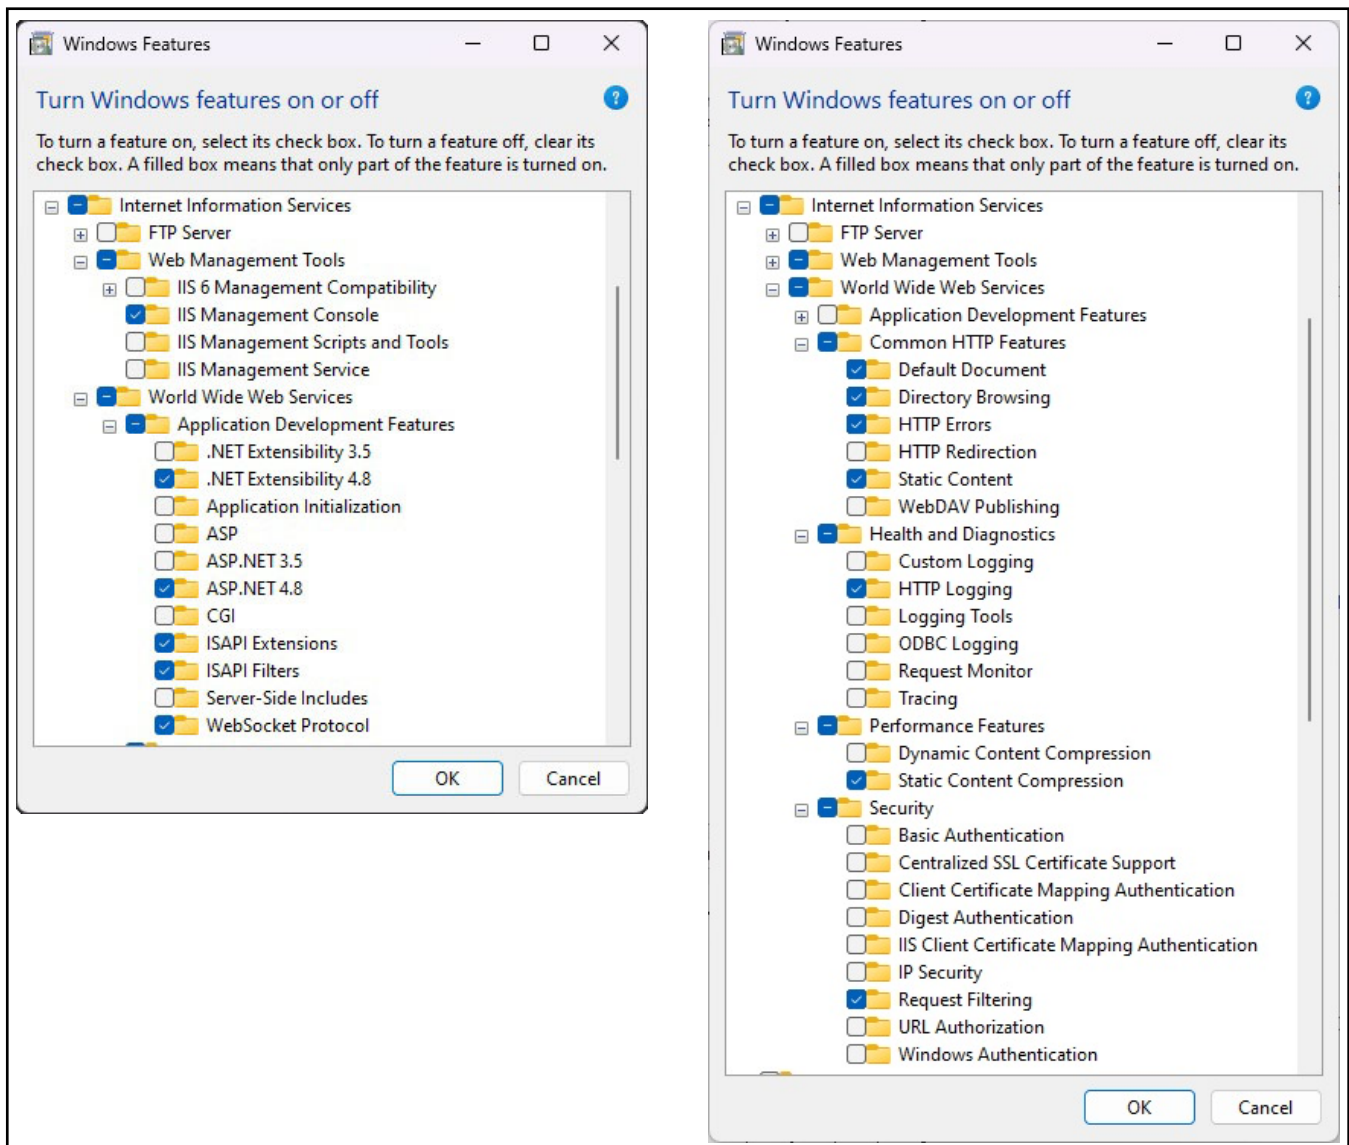 Windows Features
Turn Windows features on or off
To turn a feature on, select its check box. To turn a feature off, clear its
check box. A filled box means that only part of the feature is turned on.
Internet Information Services
FTP Server
Web Management Tools
IIS 6 Management Compatibility
IIS Management Console
IIS Management Scripts and Tools
IIS Management Service
World Wide Web Services
Application Development Features
.NET Extensibility 3.5
.NET Extensibility 4.8
Application Initialization
ASP
ASP.NET 3.5
ASP.NET 4.8
CGI
ISAPI Extensions
ISAPI Filters
Server-Side Includes
WebSocket Protocol
OK
Cancel
Windows Features
Turn Windows features on or off
To turn a feature on, select its check box. To turn a feature off, clear its
check box. A filled box means that only part of the feature is turned on.
Internet Information Services
FTP Server
Web Management Tools
World Wide Web Services
Application Development Features
Common HTTP Features
Default Document
Directory Browsing
HTTP Errors
HTTP Redirection
Static Content
WebDAV Publishing
Health and Diagnostics
Custom Logging
HTTP Logging
Logging Tools
ODBC Logging
Request Monitor
Tracing
Performance Features
Dynamic Content Compression
Static Content Compression
Security
Basic Authentication
Centralized SSL Certificate Support
Client Certificate Mapping Authentication
Digest Authentication
IIS Client Certificate Mapping Authentication
IP Security
Request Filtering
URL Authorization
Windows Authentication
OK
Cancel